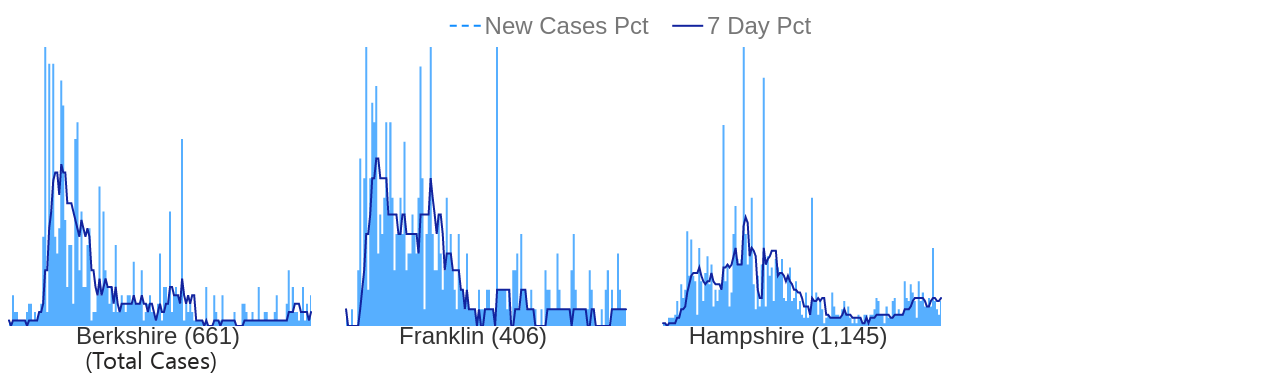 New Cases Pct 7 Day Pct
Berkshire (661) Franklin (406) Hampshire (1,145)
(Total Cases)